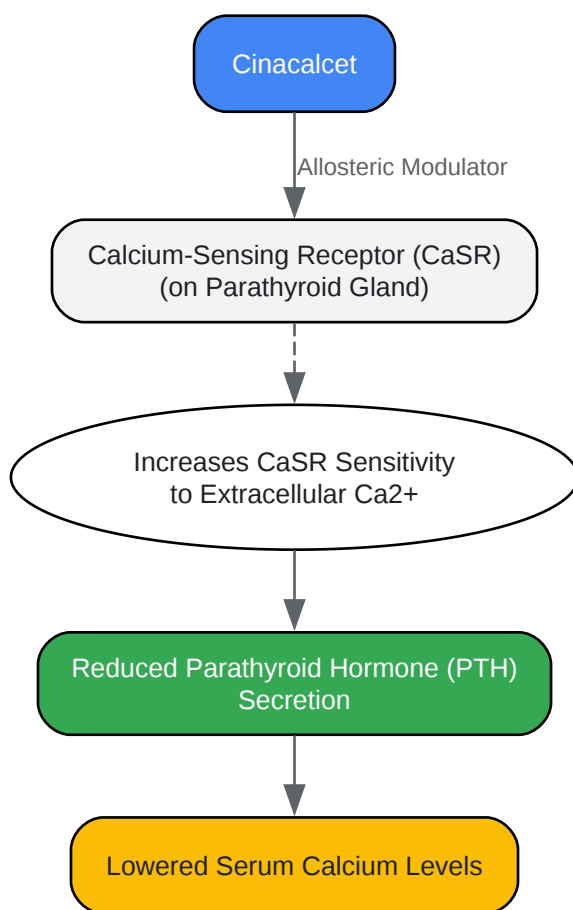 Cinacalcet
Allosteric Modulator
Calcium-Sensing Receptor (CaSR)
(on Parathyroid Gland)
Increases CaSR Sensitivity
to Extracellular Ca2+
Reduced Parathyroid Hormone (PTH)
Secretion
Lowered Serum Calcium Levels